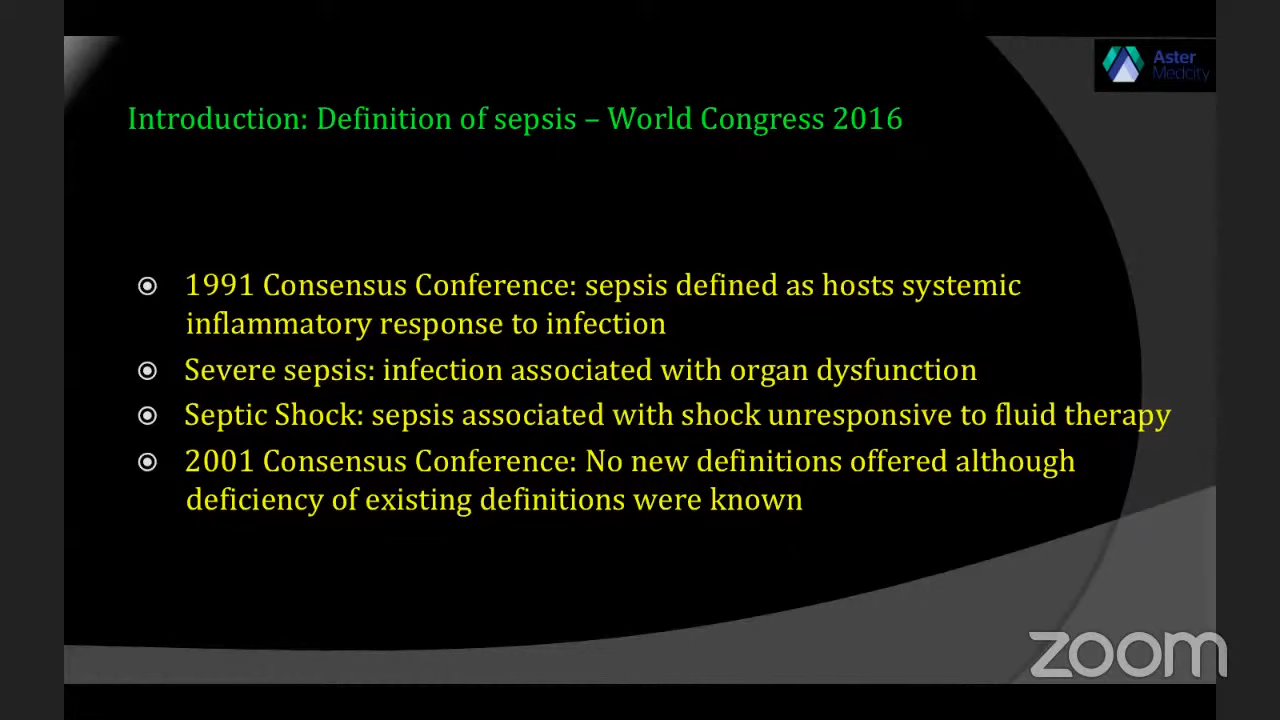 Aster
Medcity
Introduction: Definition of sepsis – World Congress 2016
1991 Consensus Conference: sepsis defined as hosts systemic
inflammatory response to infection
Severe sepsis: infection associated with organ dysfunction
Septic Shock: sepsis associated with shock unresponsive to fluid therapy
2001 Consensus Conference: No new definitions offered although
deficiency of existing definitions were known
zoom